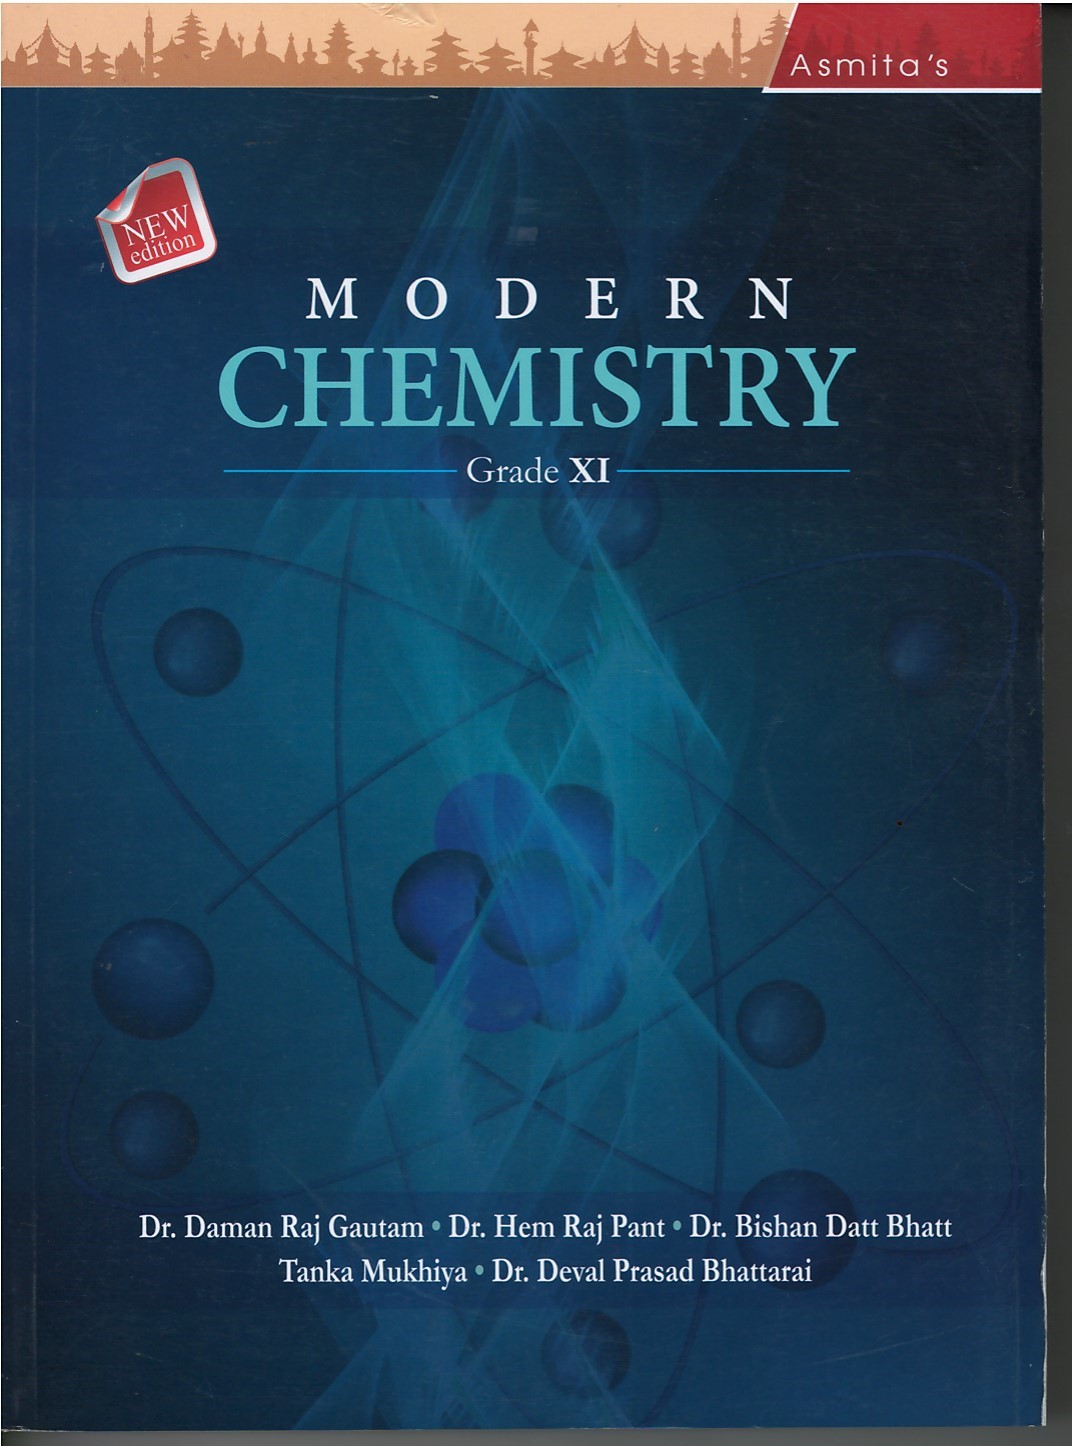 Asmita's
NEW
edition
MODERN
CHEMISTRY
Grade XI
Dr. Daman Raj Gautam • Dr. Hem Raj Pant • Dr. Bishan Datt Bhatt
Tanka Mukhiya • Dr. Deval Prasad Bhattarai